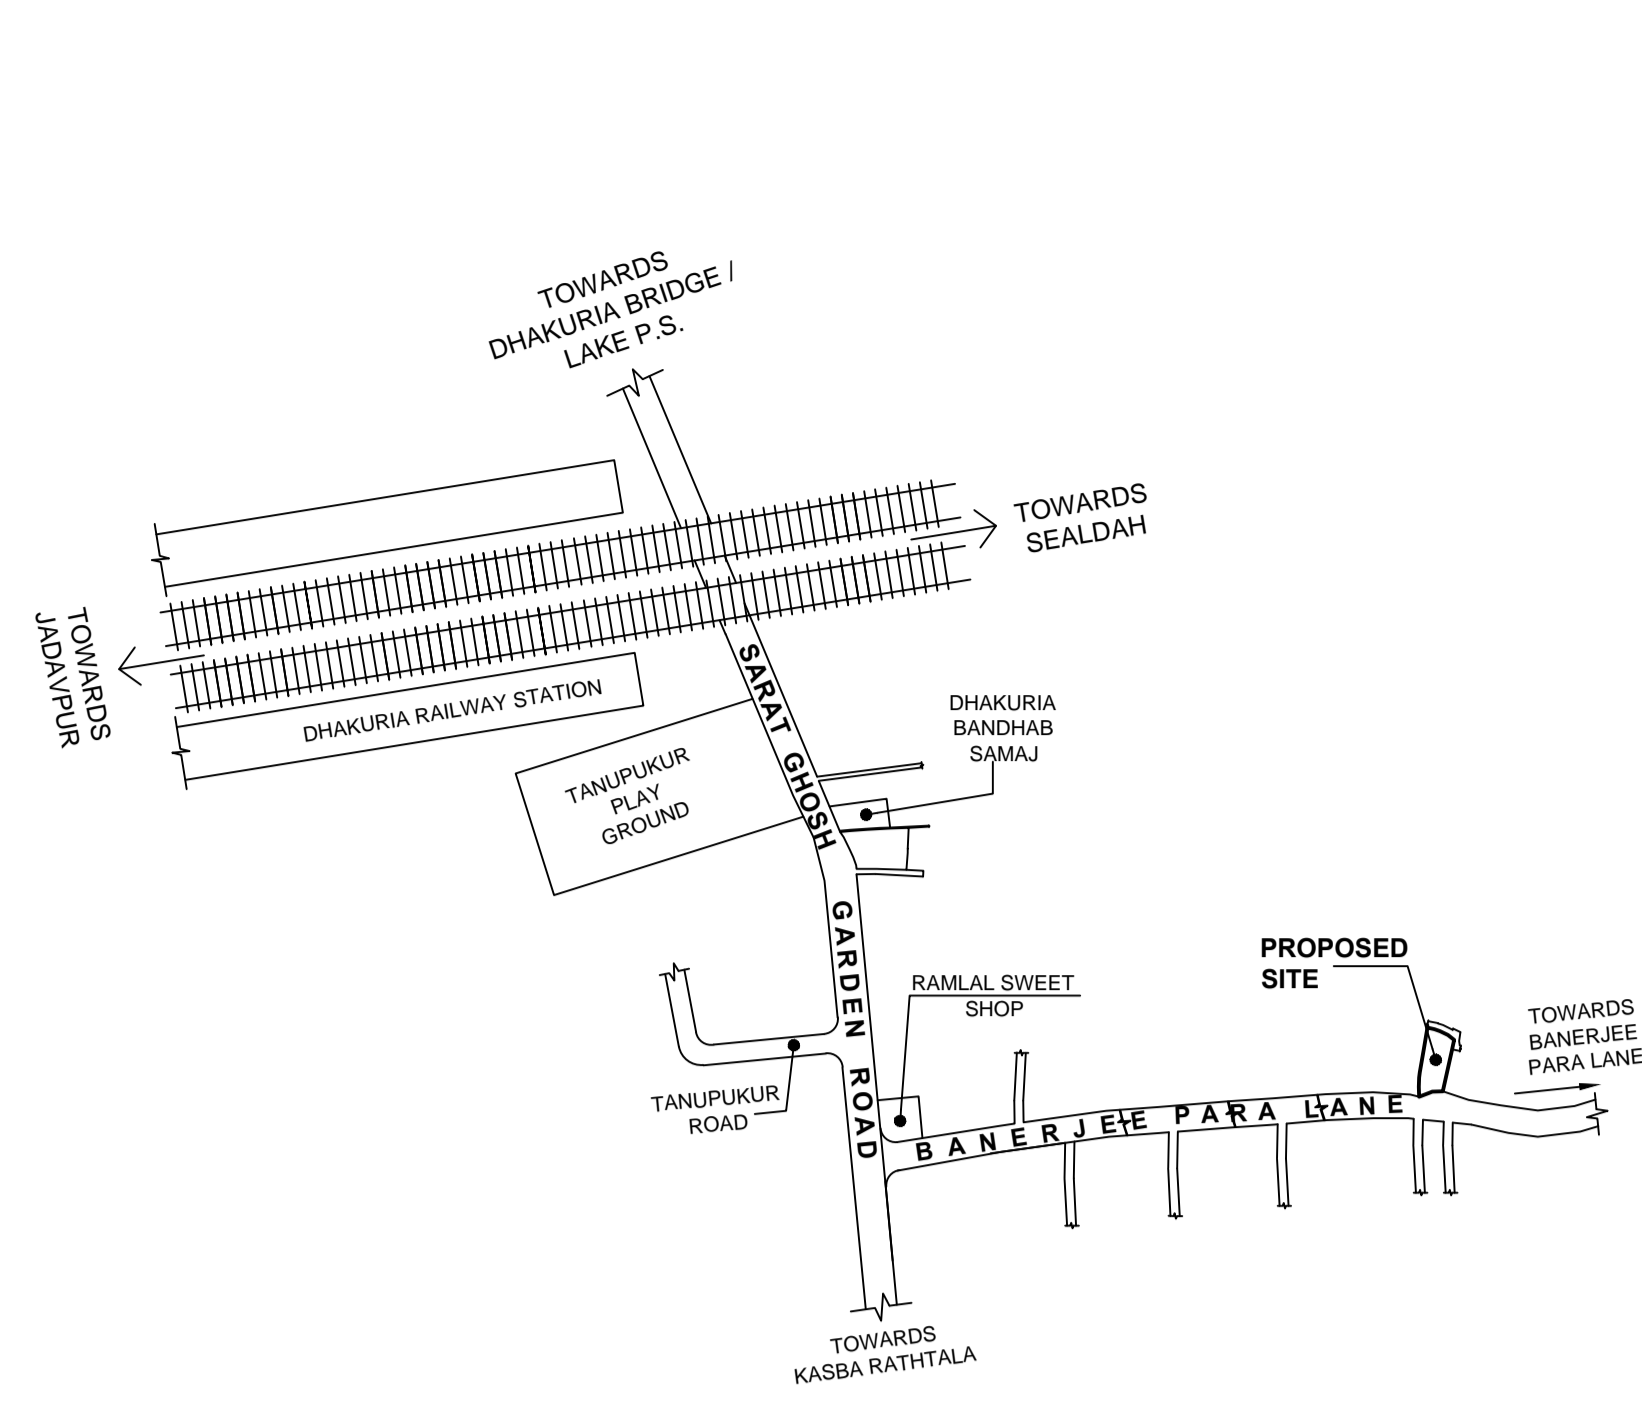 TOWARDS
DHAKURIA BRIDGE /
LAKE P.S.
TOWARDS
SEALDAH
TOWARDS
JADAVPUR
DHAKURIA RAILWAY STATION
SARAT GHOSH GARDEN ROAD
DHAKURIA
BANDHAB
SAMAJ
TANUPUKUR
PLAY
GROUND
PROPOSED
SITE
RAMLAL SWEET
SHOP
TOWARDS
BANERJEE
PARA LANE
TANUPUKUR
ROAD
BANERJEE PARA LANE
TOWARDS
KASBA RATHTALA